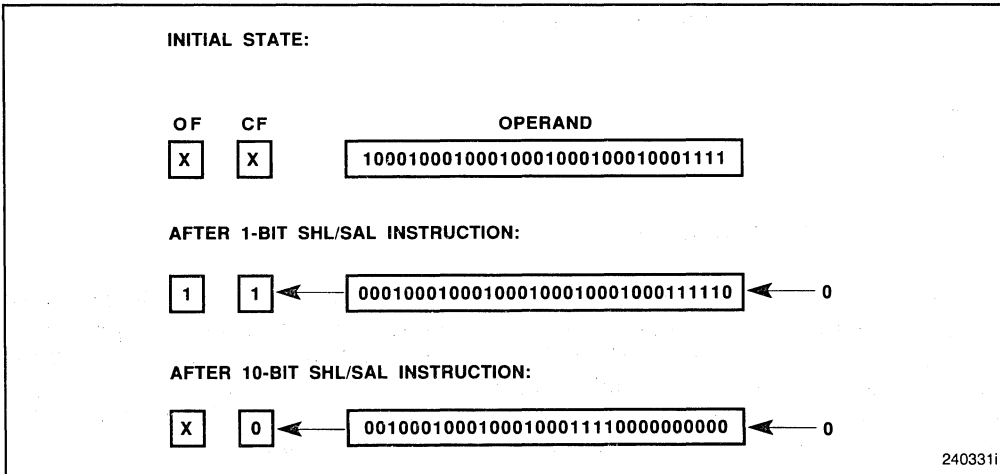 INITIAL STATE:
OF CF OPERAND
X X 10001000100010001000100010001111
AFTER 1-BIT SHL/SAL INSTRUCTION:
1 1 000100010001000100010001000111110 0
AFTER 10-BIT SHL/SAL INSTRUCTION:
X 0 00100010001000100011110000000000 0
240331i